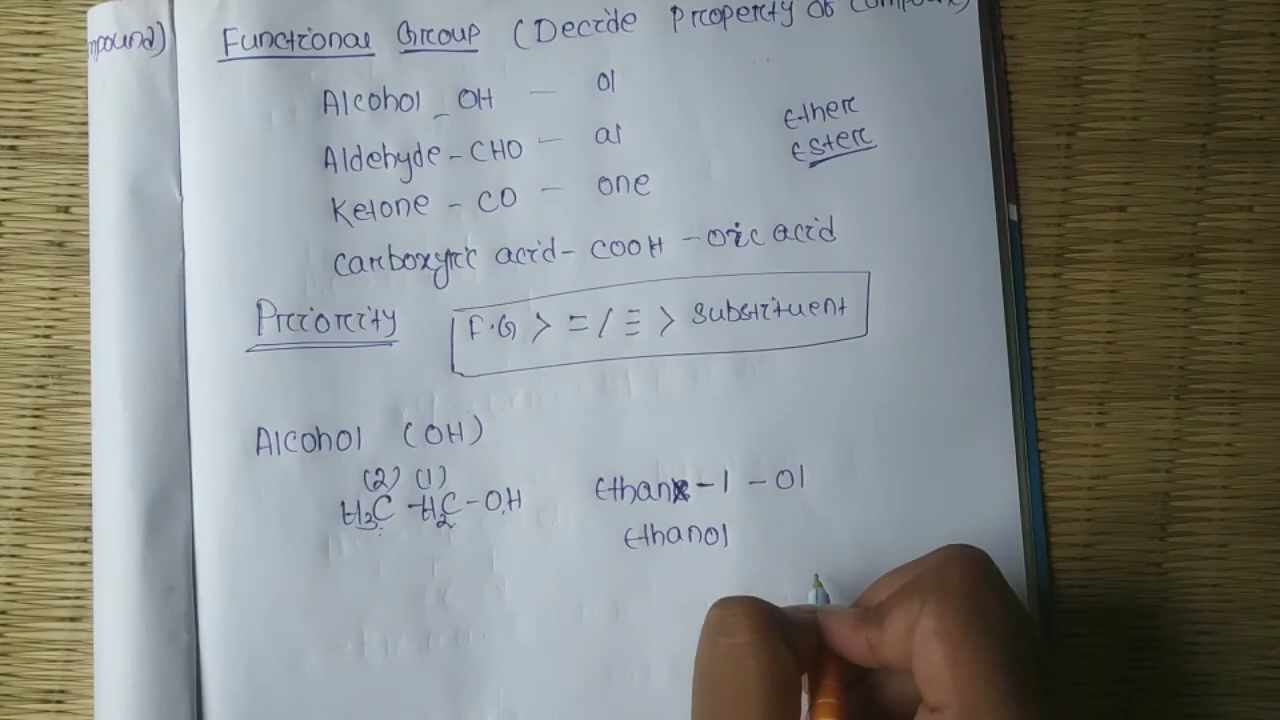 mpound)
Functional Group (Decide Property of Compound)
Alcohol - OH - ol
Aldehyde - CHO - al
Ketone - CO - one
Carboxylic acid - COOH - oic acid
Ether
Ester
Priority
F.G > = / ≡ > Substituent
Alcohol (OH)
(2) (1)
H3C - H2C - OH
Ethane - 1 - ol
Ethanol